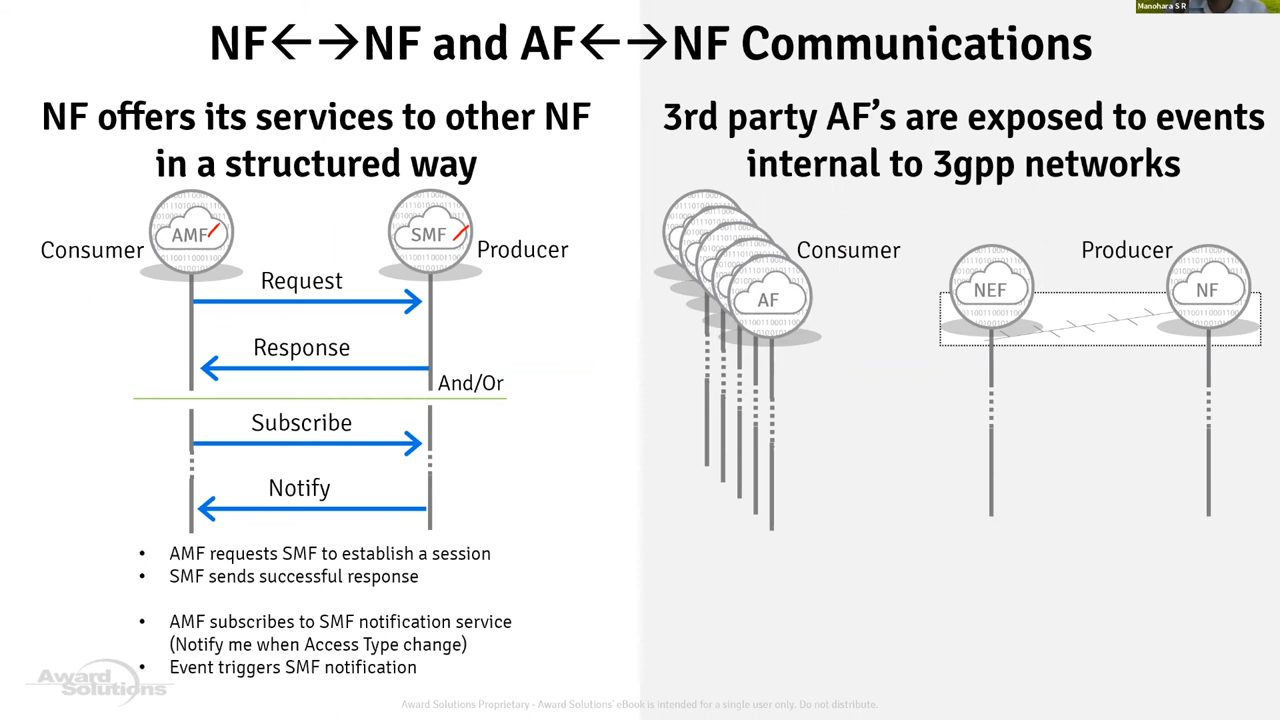 Manohara S R
NF←→NF and AF←→NF Communications
NF offers its services to other NF
in a structured way
AMF
SMF
Consumer
Producer
Request
Response
And/Or
Subscribe
Notify
• AMF requests SMF to establish a session
• SMF sends successful response
• AMF subscribes to SMF notification service
(Notify me when Access Type change)
• Event triggers SMF notification
3rd party AF’s are exposed to events
internal to 3gpp networks
Consumer
Producer
AF
NEF
NF
Award
Solutions
Award Solutions Proprietary - Award Solutions' eBook is intended for a single user only. Do not distribute.